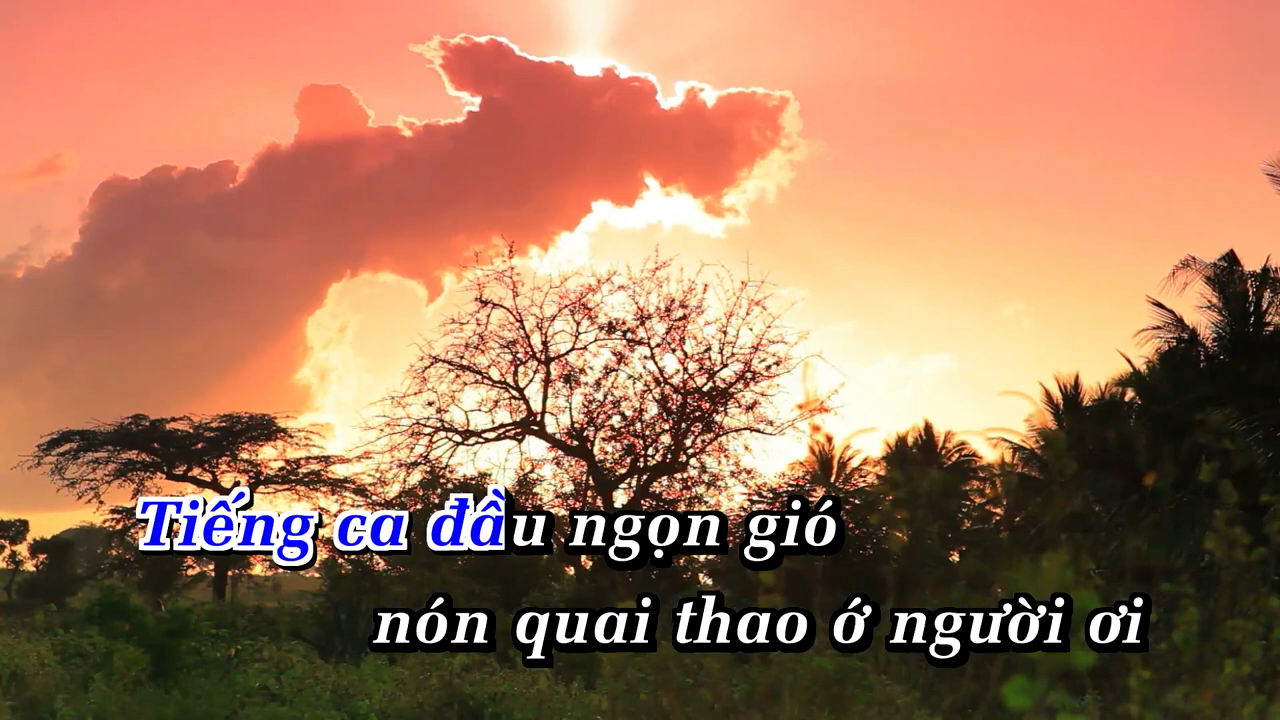 Tiếng ca đầu ngọn gió
nón quai thao ớ người ơi